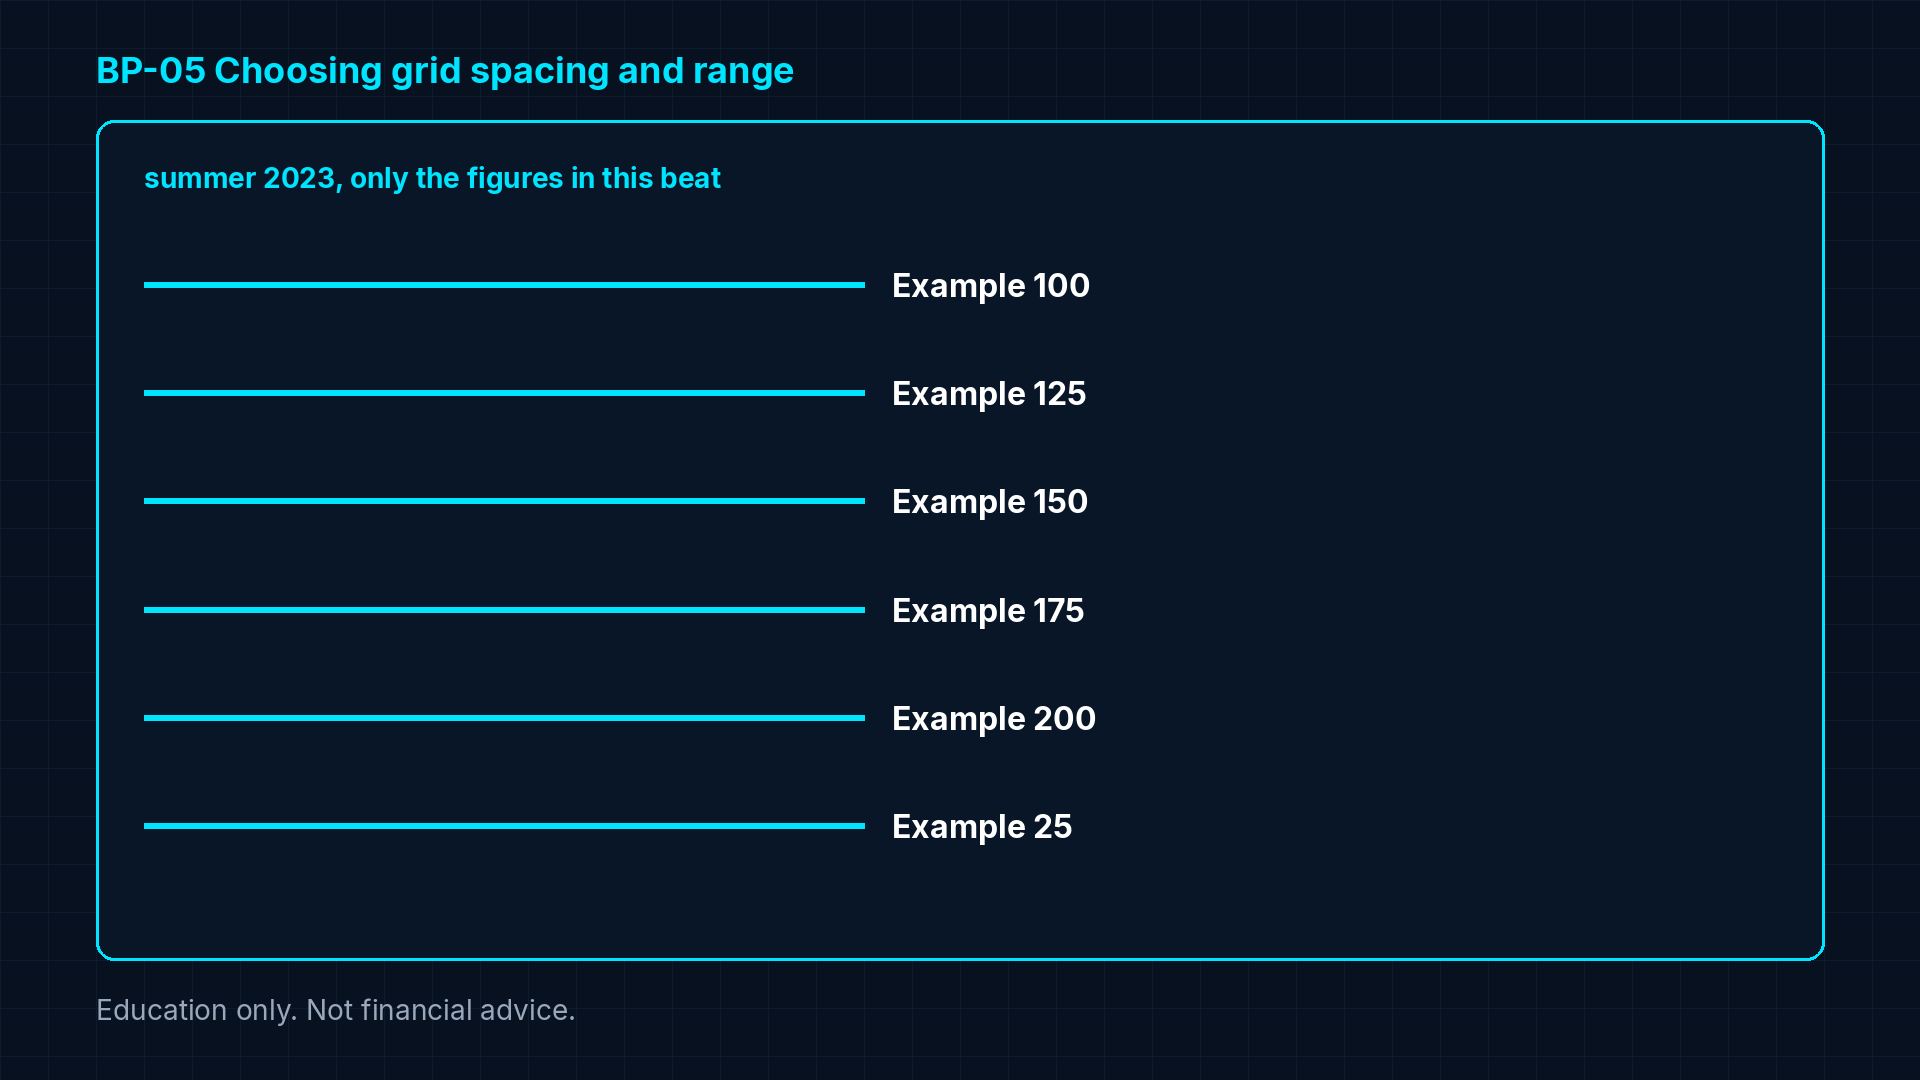 BP-05 Choosing grid spacing and range
summer 2023, only the figures in this beat
Example 100
Example 125
Example 150
Example 175
Example 200
Example 25
Education only. Not financial advice.